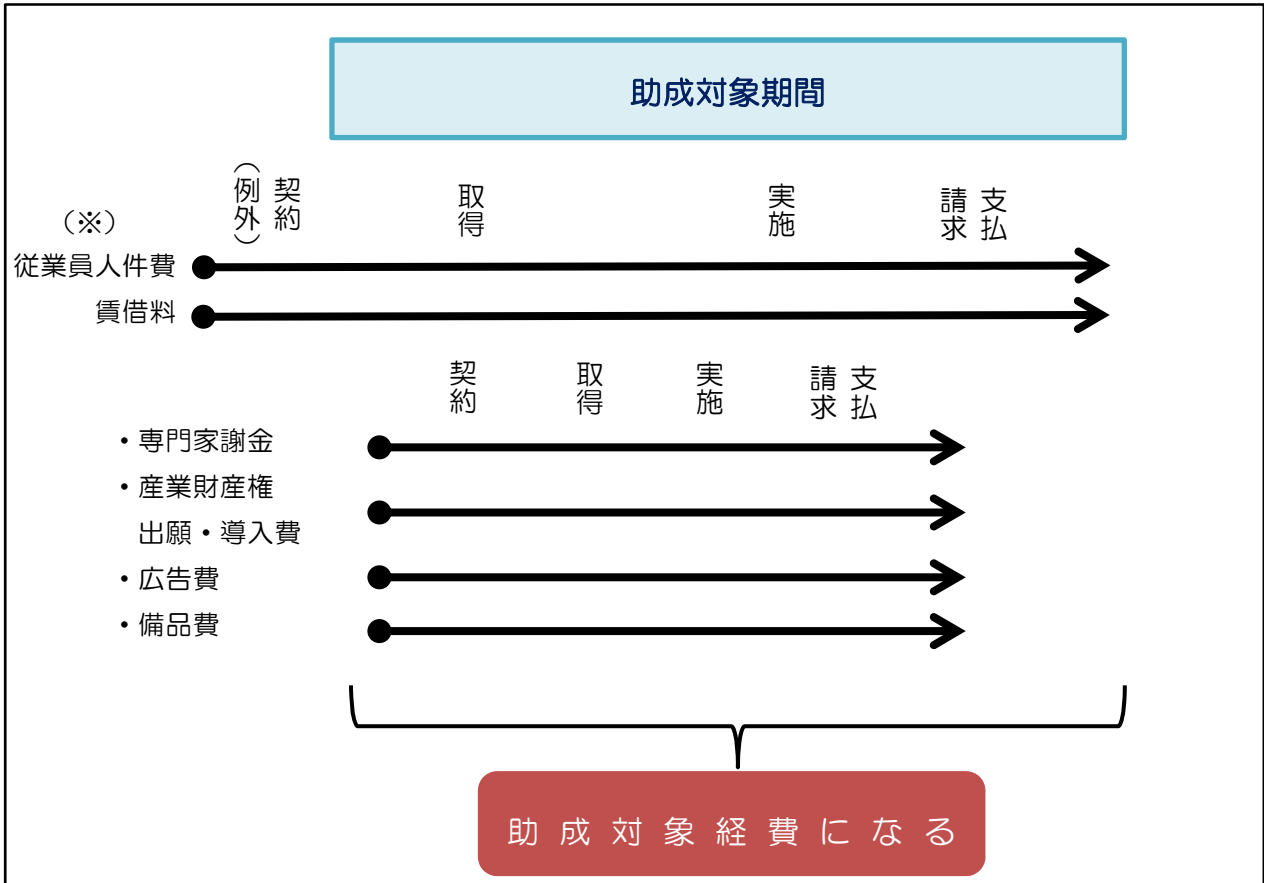 助成対象期間
契約
（例外）
取得
実施
支払
請求
（※）
従業員人件費
賃借料
契約
取得
実施
支払
請求
・専門家謝金
・産業財産権
出願・導入費
・広告費
・備品費
助成対象経費になる